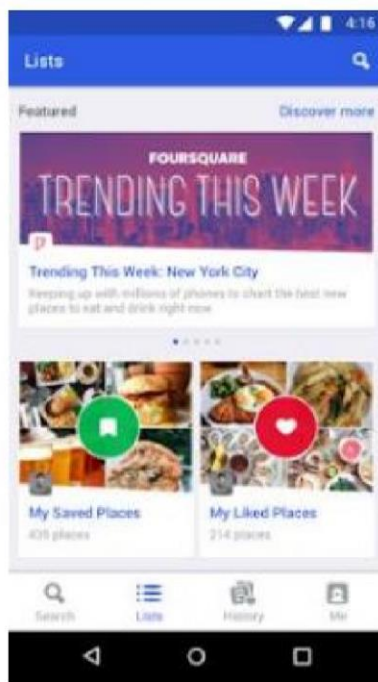 4:16
Lists
Featured Discover more
FOURSQUARE
TRENDING THIS WEEK
Trending This Week: New York City
Keeping up with millions of phones to chart the best new
places to eat and drink right now
My Saved Places
My Liked Places
places
214 places
Search
Lists
History
Me